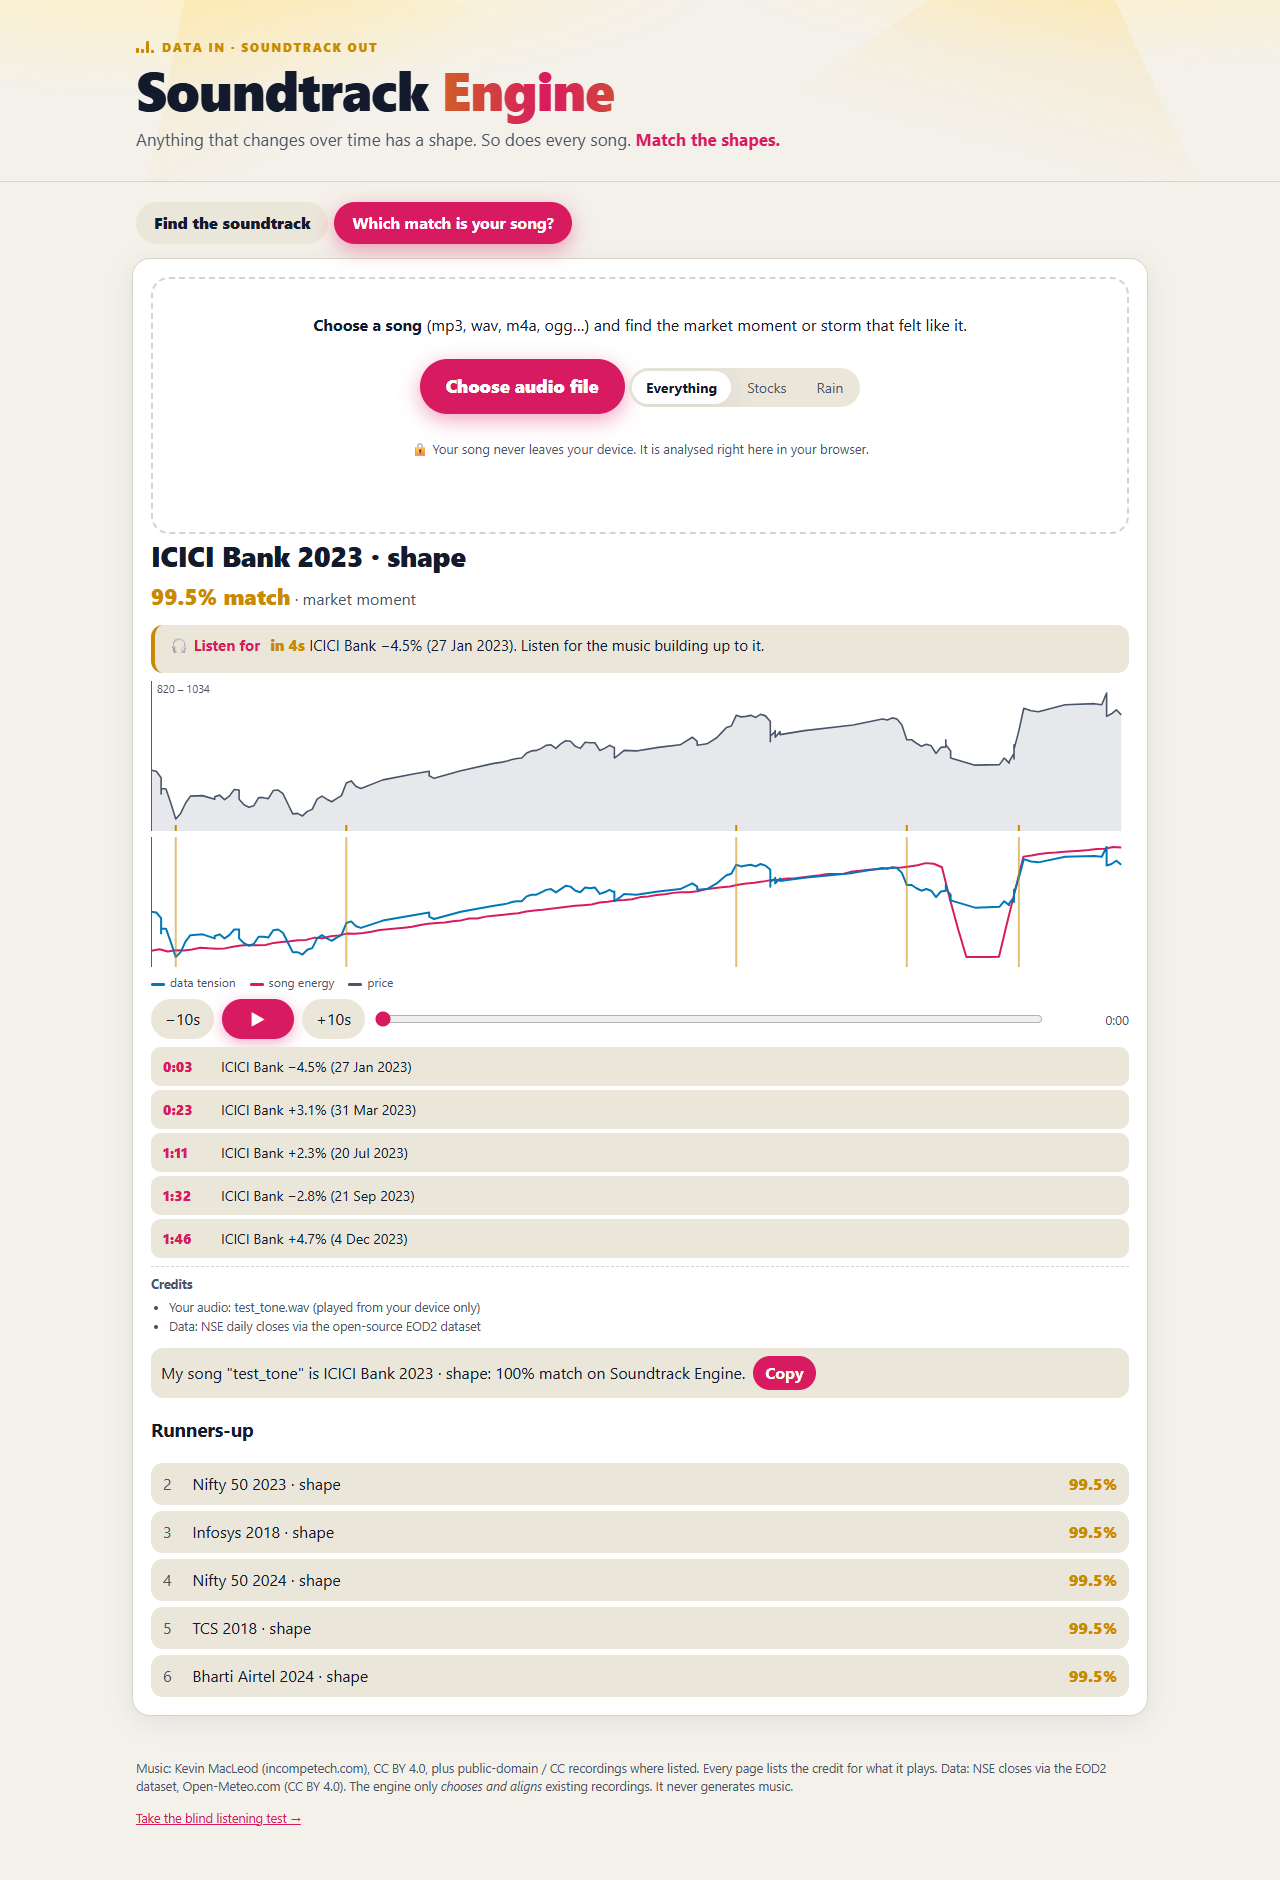 DATA IN · SOUNDTRACK OUT
Soundtrack Engine
Anything that changes over time has a shape. So does every song. Match the shapes.
Find the soundtrack
Which match is your song?
Choose a song (mp3, wav, m4a, ogg...) and find the market moment or storm that felt like it.
Choose audio file
Everything
Stocks
Rain
🔒 Your song never leaves your device. It is analysed right here in your browser.
ICICI Bank 2023 · shape
99.5% match · market moment
🎧 Listen for in 4s ICICI Bank −4.5% (27 Jan 2023). Listen for the music building up to it.
820 – 1034
data tension
song energy
price
−10s
+10s
0:00
0:03 ICICI Bank −4.5% (27 Jan 2023)
0:23 ICICI Bank +3.1% (31 Mar 2023)
1:11 ICICI Bank +2.3% (20 Jul 2023)
1:32 ICICI Bank −2.8% (21 Sep 2023)
1:46 ICICI Bank +4.7% (4 Dec 2023)
Credits
• Your audio: test_tone.wav (played from your device only)
• Data: NSE daily closes via the open-source EOD2 dataset
My song "test_tone" is ICICI Bank 2023 · shape: 100% match on Soundtrack Engine.
Copy
Runners-up
2 Nifty 50 2023 · shape 99.5%
3 Infosys 2018 · shape 99.5%
4 Nifty 50 2024 · shape 99.5%
5 TCS 2018 · shape 99.5%
6 Bharti Airtel 2024 · shape 99.5%
Music: Kevin MacLeod (incompetech.com), CC BY 4.0, plus public-domain / CC recordings where listed. Every page lists the credit for what it plays. Data: NSE closes via the EOD2
dataset, Open-Meteo.com (CC BY 4.0). The engine only chooses and aligns existing recordings. It never generates music.
Take the blind listening test →